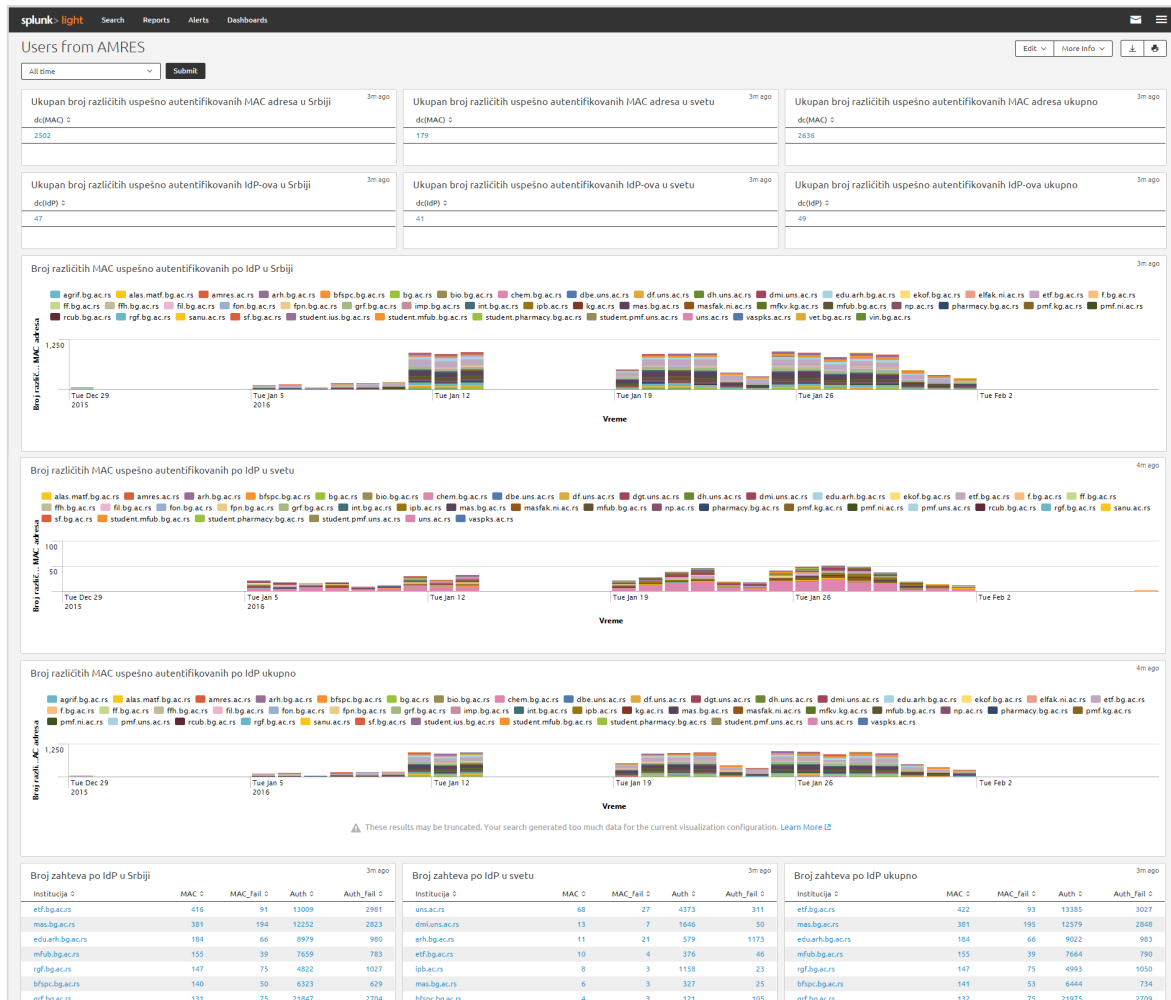 splunk> light Search Reports Alerts Dashboards
Users from AMRES
Edit More Info
All time Submit
Ukupan broj različitih uspešno autentifikovanih MAC adresa u Srbiji 3m ago
dc(MAC)
2502
Ukupan broj različitih uspešno autentifikovanih MAC adresa u svetu 3m ago
dc(MAC)
179
Ukupan broj različitih uspešno autentifikovanih MAC adresa ukupno 3m ago
dc(MAC)
2636
Ukupan broj različitih uspešno autentifikovanih IdP-ova u Srbiji 3m ago
dc(IdP)
47
Ukupan broj različitih uspešno autentifikovanih IdP-ova u svetu 3m ago
dc(IdP)
41
Ukupan broj različitih uspešno autentifikovanih IdP-ova ukupno 3m ago
dc(IdP)
49
Broj različitih MAC uspešno autentifikovanih po IdP u Srbiji 3m ago
agrif.bg.ac.rs alas.matf.bg.ac.rs amres.ac.rs arh.bg.ac.rs bfspc.bg.ac.rs bg.ac.rs bio.bg.ac.rs chem.bg.ac.rs dbe.uns.ac.rs df.uns.ac.rs dh.uns.ac.rs dmi.uns.ac.rs edu.arh.bg.ac.rs ekof.bg.ac.rs elfak.ni.ac.rs etf.bg.ac.rs f.bg.ac.rs
ff.bg.ac.rs ffh.bg.ac.rs fil.bg.ac.rs fon.bg.ac.rs fpn.bg.ac.rs grf.bg.ac.rs imp.bg.ac.rs int.bg.ac.rs ipb.ac.rs kg.ac.rs mas.bg.ac.rs masfak.ni.ac.rs mfkv.kg.ac.rs mfub.bg.ac.rs np.ac.rs pharmacy.bg.ac.rs pmf.kg.ac.rs pmf.ni.ac.rs
rcub.bg.ac.rs rgf.bg.ac.rs sanu.ac.rs sf.bg.ac.rs student.ius.bg.ac.rs student.mfub.bg.ac.rs student.pharmacy.bg.ac.rs student.pmf.uns.ac.rs uns.ac.rs vaspks.ac.rs vet.bg.ac.rs vin.bg.ac.rs
Broj različ... MAC adresa
1,250
Tue Dec 29 Tue Jan 5 Tue Jan 12 Tue Jan 19 Tue Jan 26 Tue Feb 2
2015 2016
Vreme
Broj različitih MAC uspešno autentifikovanih po IdP u svetu 4m ago
alas.matf.bg.ac.rs amres.ac.rs arh.bg.ac.rs bfspc.bg.ac.rs bg.ac.rs bio.bg.ac.rs chem.bg.ac.rs dbe.uns.ac.rs df.uns.ac.rs dgt.uns.ac.rs dh.uns.ac.rs dmi.uns.ac.rs edu.arh.bg.ac.rs ekof.bg.ac.rs etf.bg.ac.rs f.bg.ac.rs ff.bg.ac.rs
ffh.bg.ac.rs fil.bg.ac.rs fon.bg.ac.rs fpn.bg.ac.rs grf.bg.ac.rs int.bg.ac.rs ipb.ac.rs mas.bg.ac.rs masfak.ni.ac.rs mfub.bg.ac.rs np.ac.rs pharmacy.bg.ac.rs pmf.kg.ac.rs pmf.ni.ac.rs pmf.uns.ac.rs rcub.bg.ac.rs rgf.bg.ac.rs sanu.ac.rs
sf.bg.ac.rs student.mfub.bg.ac.rs student.pharmacy.bg.ac.rs student.pmf.uns.ac.rs uns.ac.rs vaspks.ac.rs
Broj različ... MAC adresa
100
50
Tue Dec 29 Tue Jan 5 Tue Jan 12 Tue Jan 19 Tue Jan 26 Tue Feb 2
2015 2016
Vreme
Broj različitih MAC uspešno autentifikovanih po IdP ukupno 4m ago
agrif.bg.ac.rs alas.matf.bg.ac.rs amres.ac.rs arh.bg.ac.rs bfspc.bg.ac.rs bg.ac.rs bio.bg.ac.rs chem.bg.ac.rs dbe.uns.ac.rs df.uns.ac.rs dgt.uns.ac.rs dh.uns.ac.rs dmi.uns.ac.rs edu.arh.bg.ac.rs ekof.bg.ac.rs elfak.ni.ac.rs etf.bg.ac.rs
f.bg.ac.rs ff.bg.ac.rs ffh.bg.ac.rs fil.bg.ac.rs fon.bg.ac.rs fpn.bg.ac.rs grf.bg.ac.rs imp.bg.ac.rs int.bg.ac.rs ipb.ac.rs kg.ac.rs mas.bg.ac.rs masfak.ni.ac.rs mfkv.kg.ac.rs mfub.bg.ac.rs np.ac.rs pharmacy.bg.ac.rs pmf.kg.ac.rs
pmf.ni.ac.rs pmf.uns.ac.rs rcub.bg.ac.rs rgf.bg.ac.rs sanu.ac.rs sf.bg.ac.rs student.ius.bg.ac.rs student.mfub.bg.ac.rs student.pharmacy.bg.ac.rs student.pmf.uns.ac.rs uns.ac.rs vaspks.ac.rs
Broj razli...AC adresa
1,250
Tue Dec 29 Tue Jan 5 Tue Jan 12 Tue Jan 19 Tue Jan 26 Tue Feb 2
2015 2016
Vreme
These results may be truncated. Your search generated too much data for the current visualization configuration. Learn More
Broj zahteva po IdP u Srbiji 3m ago
Institucija MAC MAC_fail Auth Auth_fail
etf.bg.ac.rs 416 91 13009 2981
mas.bg.ac.rs 381 194 12252 2823
edu.arh.bg.ac.rs 184 66 8979 980
mfub.bg.ac.rs 155 39 7659 783
rgf.bg.ac.rs 147 75 4822 1027
bfspc.bg.ac.rs 140 50 6323 629
grf.bg.ac.rs 131 75 21847 2704
Broj zahteva po IdP u svetu 3m ago
Institucija MAC MAC_fail Auth Auth_fail
uns.ac.rs 68 27 4373 311
dmi.uns.ac.rs 13 7 1646 50
arh.bg.ac.rs 11 21 579 1173
etf.bg.ac.rs 10 4 376 46
ipb.ac.rs 8 3 1158 23
mas.bg.ac.rs 6 3 327 25
bfspc.bg.ac.rs 4 3 121 105
Broj zahteva po IdP ukupno 3m ago
Institucija MAC MAC_fail Auth Auth_fail
etf.bg.ac.rs 422 93 13385 3027
mas.bg.ac.rs 381 195 12579 2848
edu.arh.bg.ac.rs 184 66 9022 983
mfub.bg.ac.rs 155 39 7664 790
rgf.bg.ac.rs 147 75 4993 1050
bfspc.bg.ac.rs 141 53 6444 734
grf.bg.ac.rs 132 75 21975 2709